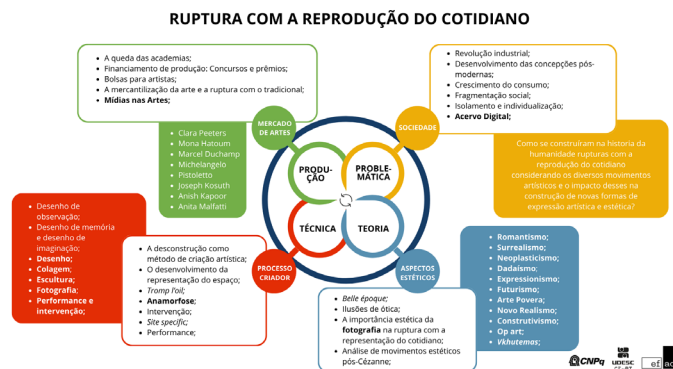 RUPTURA COM A REPRODUÇÃO DO COTIDIANO
A queda das academias;
Financiamento de produção: Concursos e prêmios;
Bolsas para artistas;
A mercantilização da arte e a ruptura com o tradicional;
Mídias nas Artes;
Revolução industrial;
Desenvolvimento das concepções pós-
modernas;
Crescimento do consumo;
Fragmentação social;
Isolamento e individualização;
Acervo Digital;
MERCADO
DE ARTES
SOCIEDADE
Clara Peeters
Mona Hatoum
Marcel Duchamp
Michelângelo
Pistoletto
Joseph Kosuth
Anish Kapoor
Anita Malfatti
PRODU-
ÇÃO
PROBLE-
MÁTICA
Como se construíram na historia da
humanidade rupturas com a
reprodução do cotidiano
considerando os diversos movimentos
artísticos e o impacto desses na
construção de novas formas de
expressão artística e estética?
TÉCNICA
TEORIA
Desenho de
observação;
Desenho de memória
e desenho de
imaginação;
Desenho;
Colagem;
Escultura;
Fotografia;
Performance e
intervenção;
A desconstrução como
método de criação artística;
O desenvolvimento da
representação do espaço;
Tromp l'oil;
Anamorfose;
Intervenção;
Site specific;
Performance;
PROCESSO
CRIADOR
ASPECTOS
ESTÉTICOS
Belle époque;
Ilusões de ótica;
A importância estética da
fotografia na ruptura com a
representação do cotidiano;
Análise de movimentos estéticos
pós-Cézanne;
Romantismo;
Surrealismo;
Neoplasticismo;
Dadaísmo;
Expressionismo;
Futurismo;
Arte Povera;
Novo Realismo;
Construtivismo;
Op art;
Vkhutemas;
CNPq
UDESC